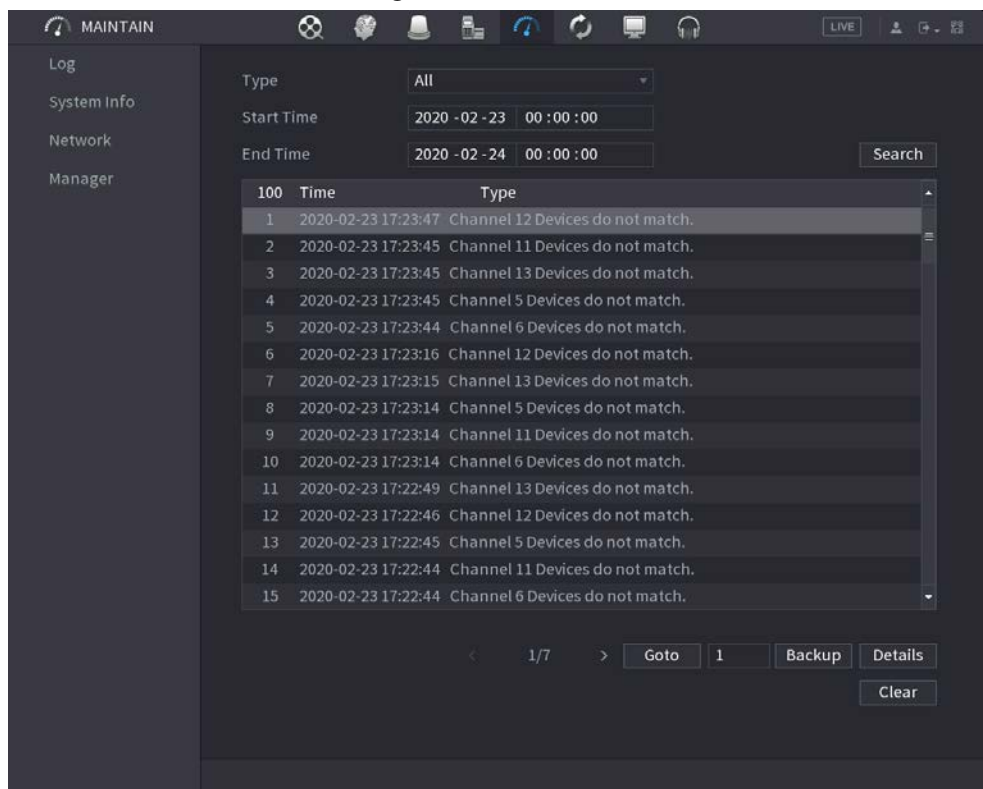 MAINTAIN LIVE
Log
System Info
Network
Manager
Type All
Start Time 2020 -02 -23 00 :00 :00
End Time 2020 -02 -24 00 :00 :00 Search
100 Time Type
1 2020-02-23 17:23:47 Channel 12 Devices do not match.
2 2020-02-23 17:23:45 Channel 11 Devices do not match.
3 2020-02-23 17:23:45 Channel 13 Devices do not match.
4 2020-02-23 17:23:45 Channel 5 Devices do not match.
5 2020-02-23 17:23:44 Channel 6 Devices do not match.
6 2020-02-23 17:23:16 Channel 12 Devices do not match.
7 2020-02-23 17:23:15 Channel 13 Devices do not match.
8 2020-02-23 17:23:14 Channel 5 Devices do not match.
9 2020-02-23 17:23:14 Channel 11 Devices do not match.
10 2020-02-23 17:23:14 Channel 6 Devices do not match.
11 2020-02-23 17:22:49 Channel 13 Devices do not match.
12 2020-02-23 17:22:46 Channel 12 Devices do not match.
13 2020-02-23 17:22:45 Channel 5 Devices do not match.
14 2020-02-23 17:22:44 Channel 11 Devices do not match.
15 2020-02-23 17:22:44 Channel 6 Devices do not match.
< 1/7 > Goto 1 Backup Details
Clear